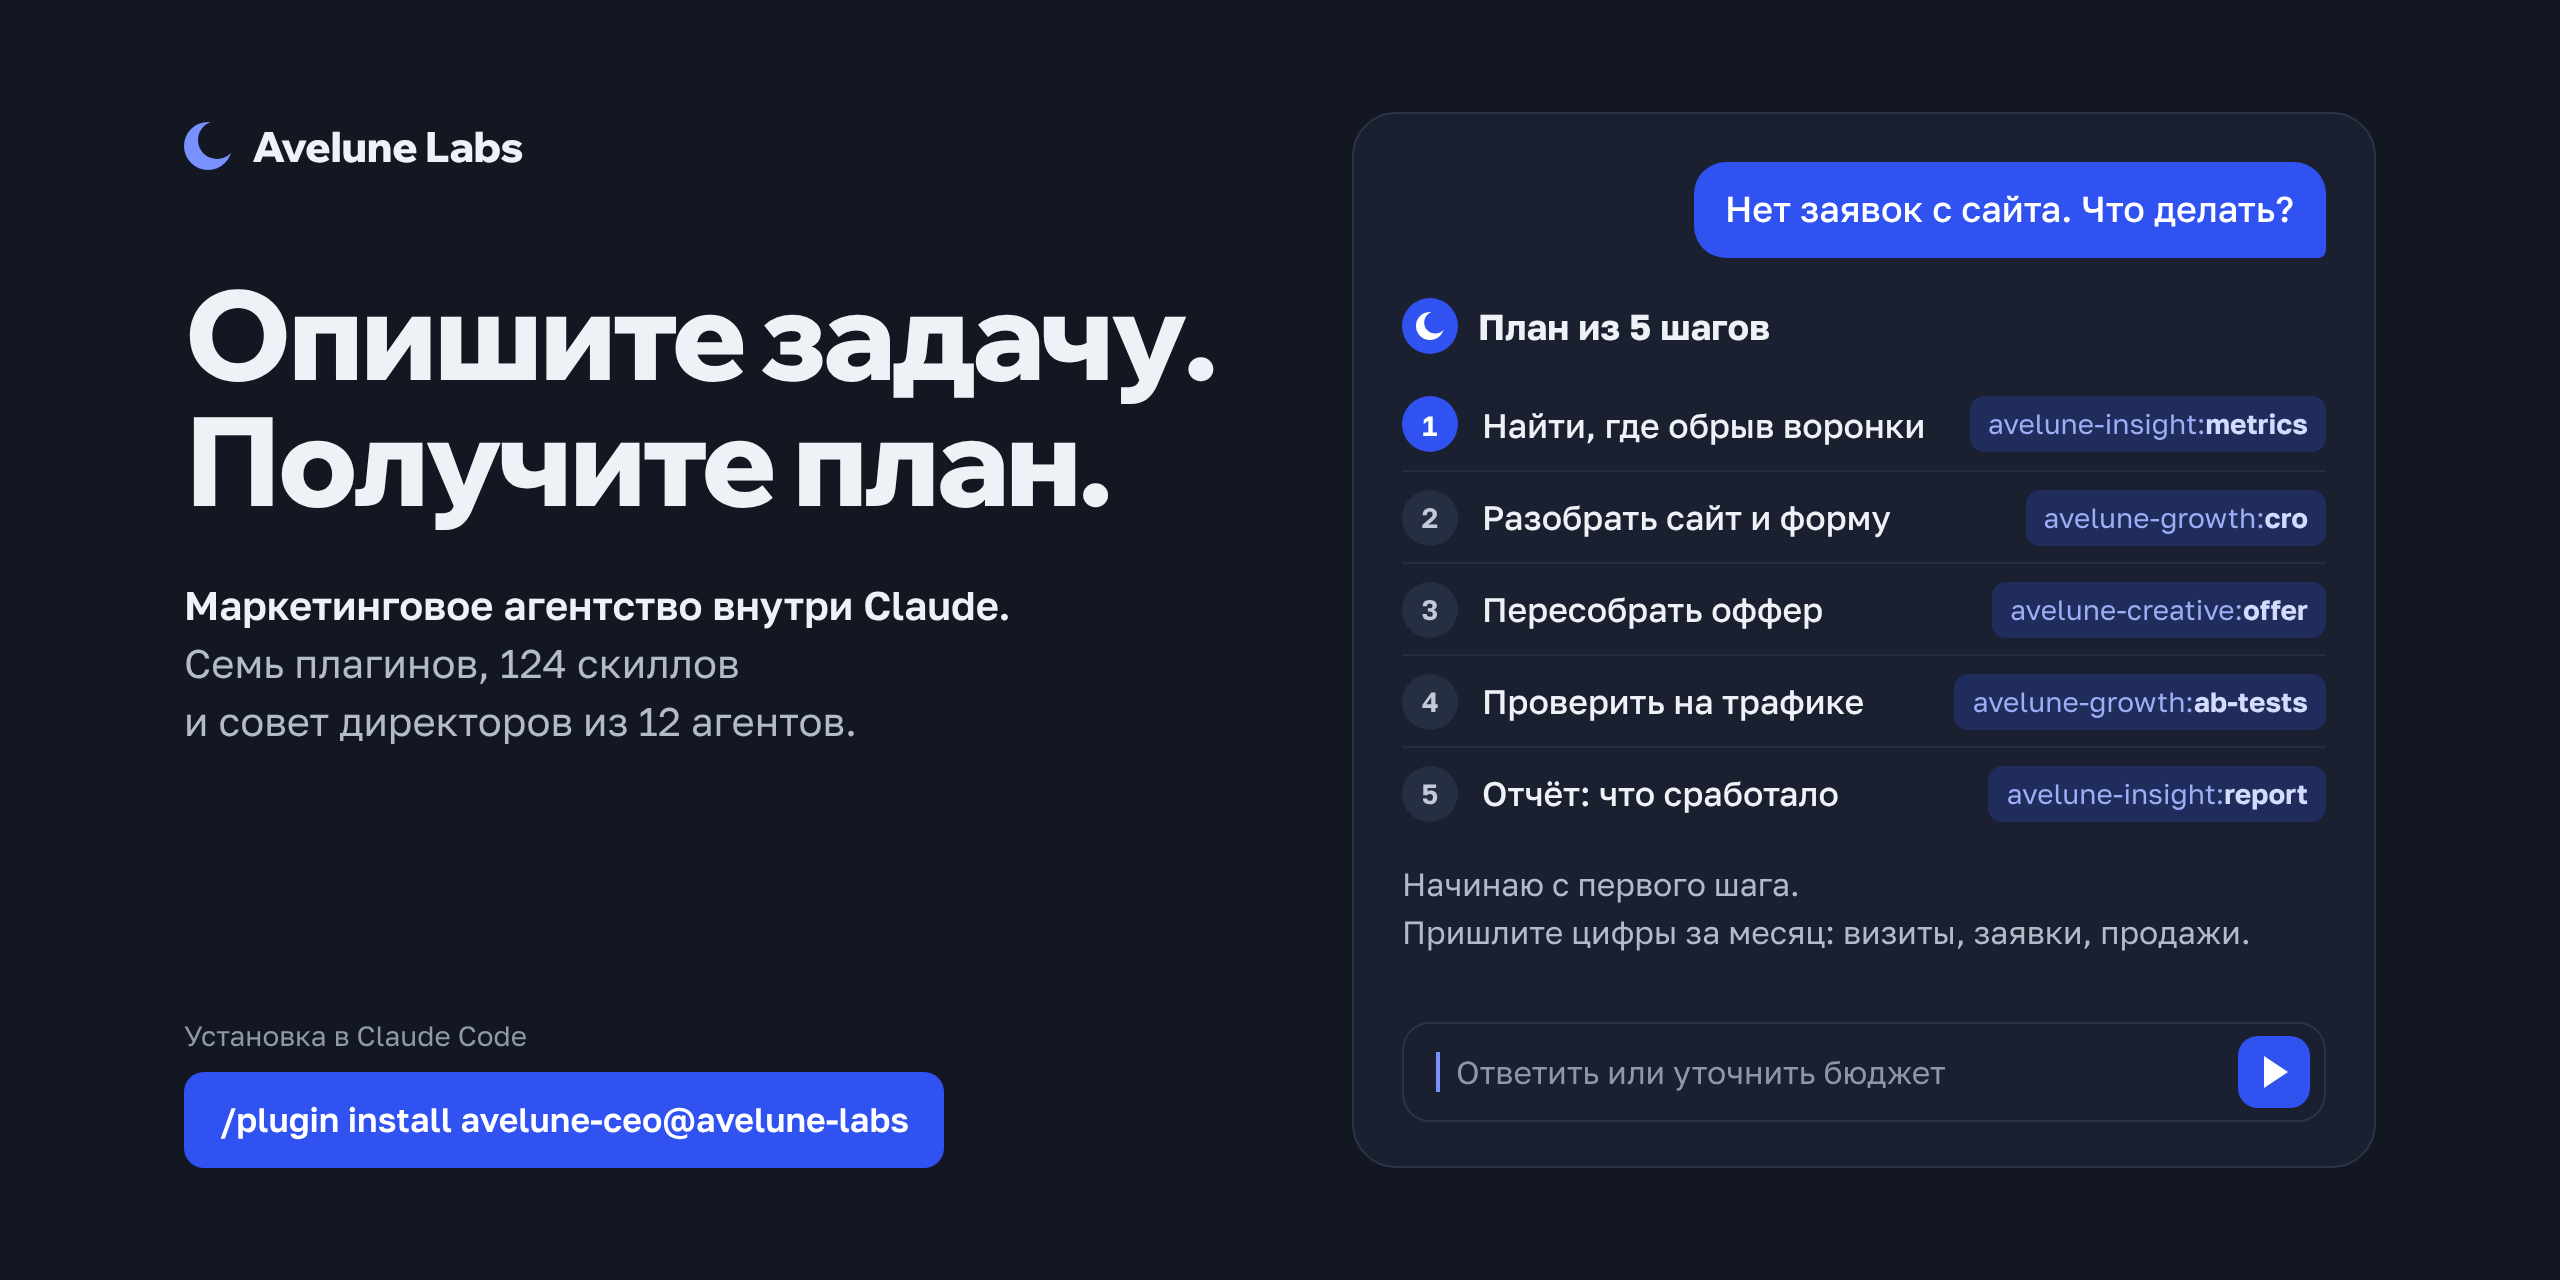 Avelune Labs
Опишите задачу.
Получите план.
Маркетинговое агентство внутри Claude.
Семь плагинов, 124 скиллов
и совет директоров из 12 агентов.
Установка в Claude Code
/plugin install avelune-ceo@avelune-labs
Нет заявок с сайта. Что делать?
План из 5 шагов
1 Найти, где обрыв воронки avelune-insight:metrics
2 Разобрать сайт и форму avelune-growth:cro
3 Пересобрать оффер avelune-creative:offer
4 Проверить на трафике avelune-growth:ab-tests
5 Отчёт: что сработало avelune-insight:report
Начинаю с первого шага.
Пришлите цифры за месяц: визиты, заявки, продажи.
Ответить или уточнить бюджет